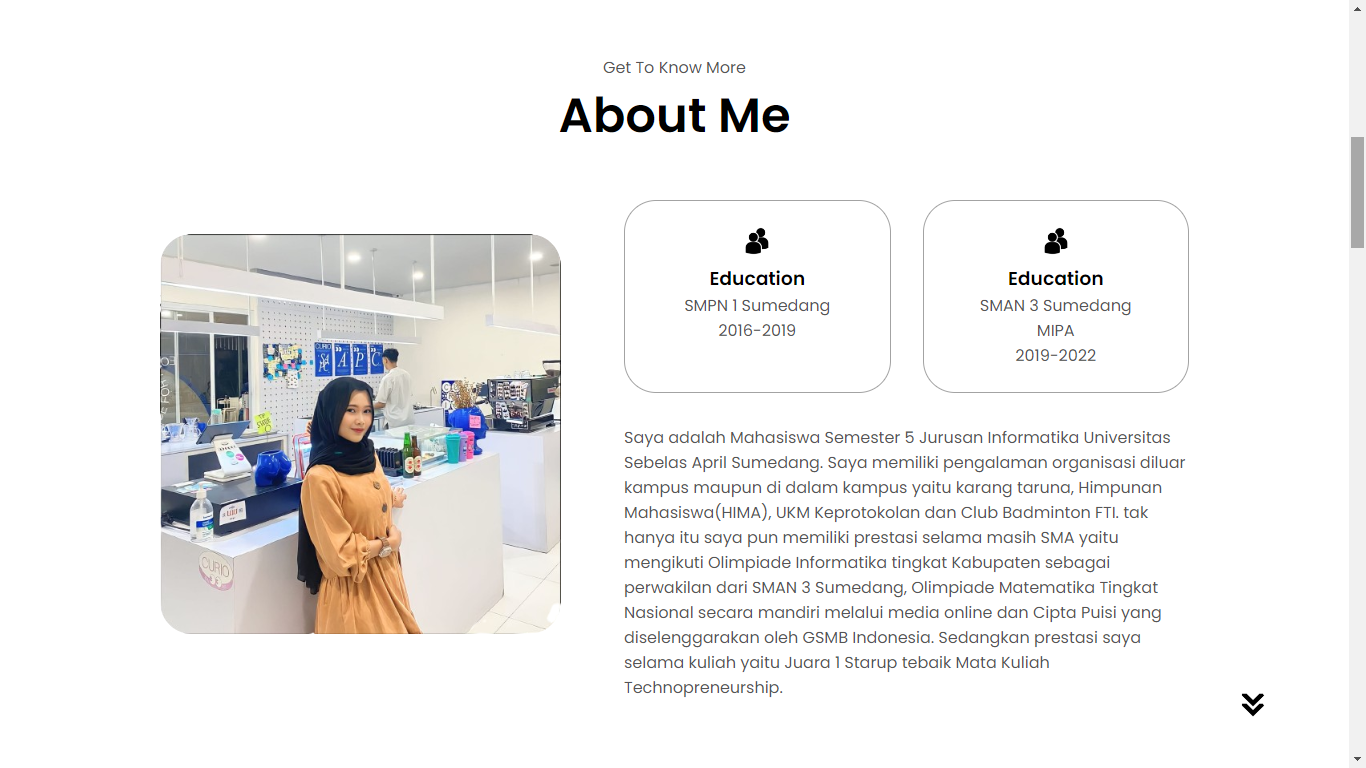 Get To Know More
About Me
Education
SMPN 1 Sumedang
2016-2019
Education
SMAN 3 Sumedang
MIPA
2019-2022
Saya adalah Mahasiswa Semester 5 Jurusan Informatika Universitas
Sebelas April Sumedang. Saya memiliki pengalaman organisasi diluar
kampus maupun di dalam kampus yaitu karang taruna, Himpunan
Mahasiswa(HIMA), UKM Keprotokolan dan Club Badminton FTI. tak
hanya itu saya pun memiliki prestasi selama masih SMA yaitu
mengikuti Olimpiade Informatika tingkat Kabupaten sebagai
perwakilan dari SMAN 3 Sumedang, Olimpiade Matematika Tingkat
Nasional secara mandiri melalui media online dan Cipta Puisi yang
diselenggarakan oleh GSMB Indonesia. Sedangkan prestasi saya
selama kuliah yaitu Juara 1 Starup tebaik Mata Kuliah
Technopreneurship.
A P C
CURIO